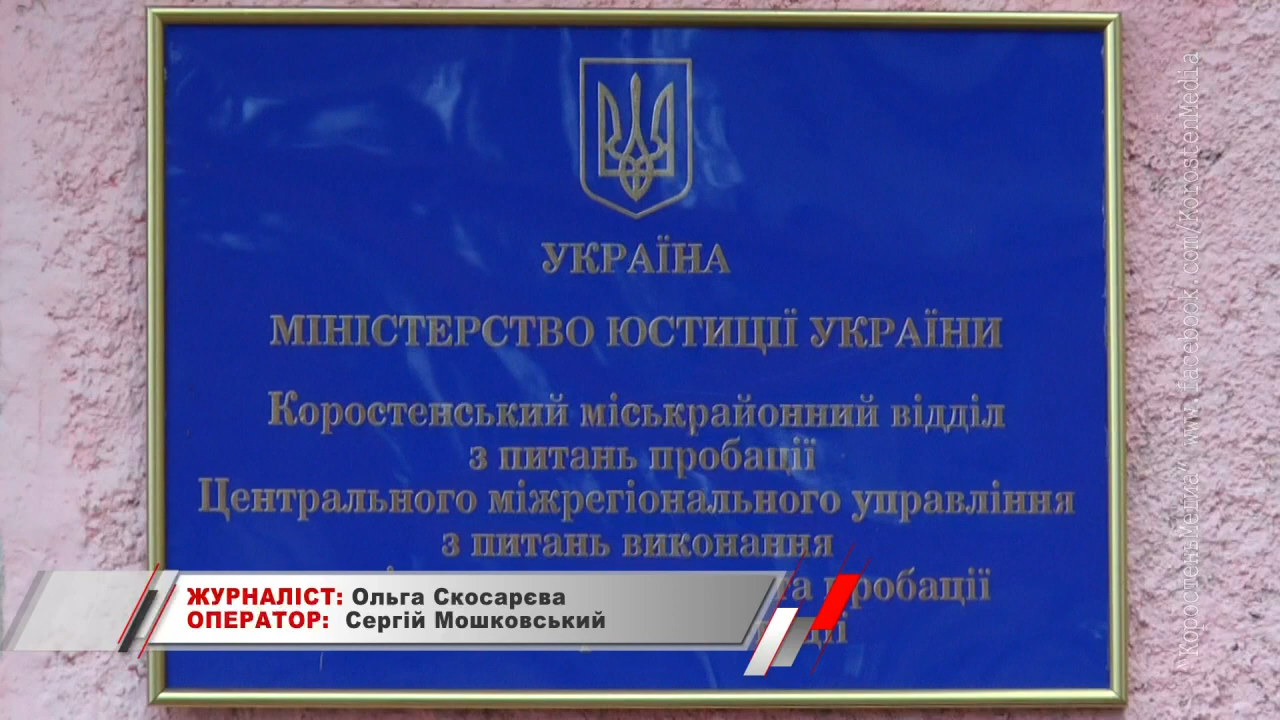 УКРАЇНА
МІНІСТЕРСТВО ЮСТИЦІЇ УКРАЇНИ
Коростенський міськрайонний відділ
з питань пробації
Центрального міжрегіонального управління
з питань виконання
та пробації
ЖУРНАЛІСТ: Ольга Скосарєва
ОПЕРАТОР: Сергій Мошковський
"КоростеньМедиа" www.facebook.com/KorostenMedia